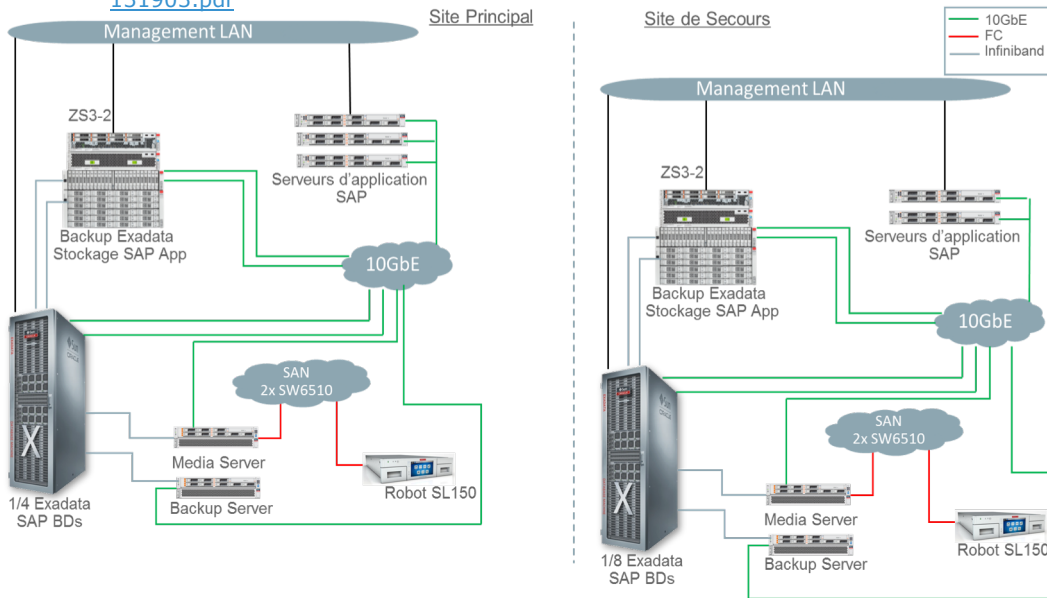 131903.pdf
Site Principal
Management LAN
ZS3-2
Serveurs d'application
SAP
Backup Exadata
Stockage SAP App
10GbE
SAN
2x SW6510
Media Server
Robot SL150
Backup Server
1/4 Exadata
SAP BDs
X
Site de Secours
10GbE
FC
Infiniband
Management LAN
ZS3-2
Serveurs d'application
SAP
Backup Exadata
Stockage SAP App
10GbE
SAN
2x SW6510
Media Server
Robot SL150
Backup Server
1/8 Exadata
SAP BDs
X